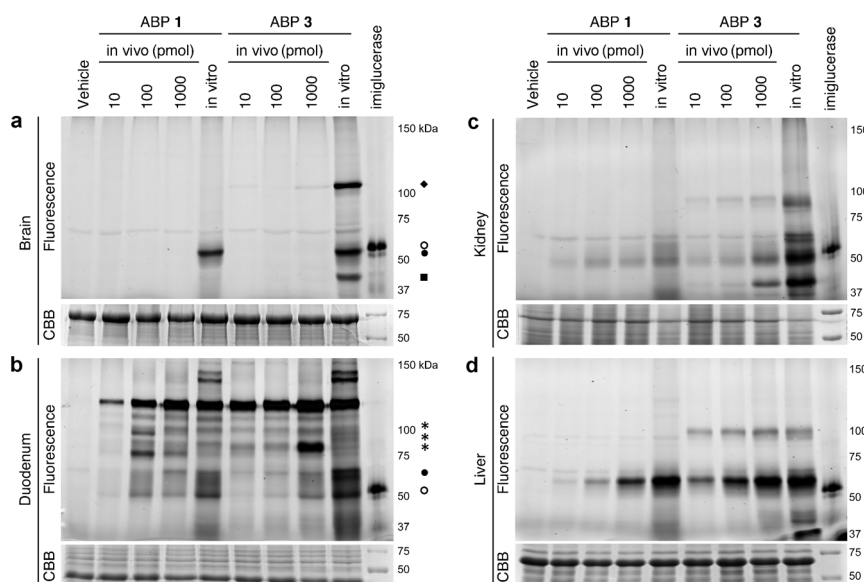 ABP 1 ABP 3 ABP 1 ABP 3
in vivo (pmol) in vivo (pmol) in vivo (pmol) in vivo (pmol)
Vehicle 10 100 1000 in vitro 10 100 1000 in vitro imiglucerase
Vehicle 10 100 1000 in vitro 10 100 1000 in vitro imiglucerase
a
Brain
Fluorescence
150 kDa
100
75
50
37
CBB
75
50
b
Duodenum
Fluorescence
150 kDa
100
*
*
*
75
50
37
CBB
75
50
c
Kidney
Fluorescence
150 kDa
100
75
50
37
CBB
75
50
d
Liver
Fluorescence
150 kDa
100
75
50
37
CBB
75
50